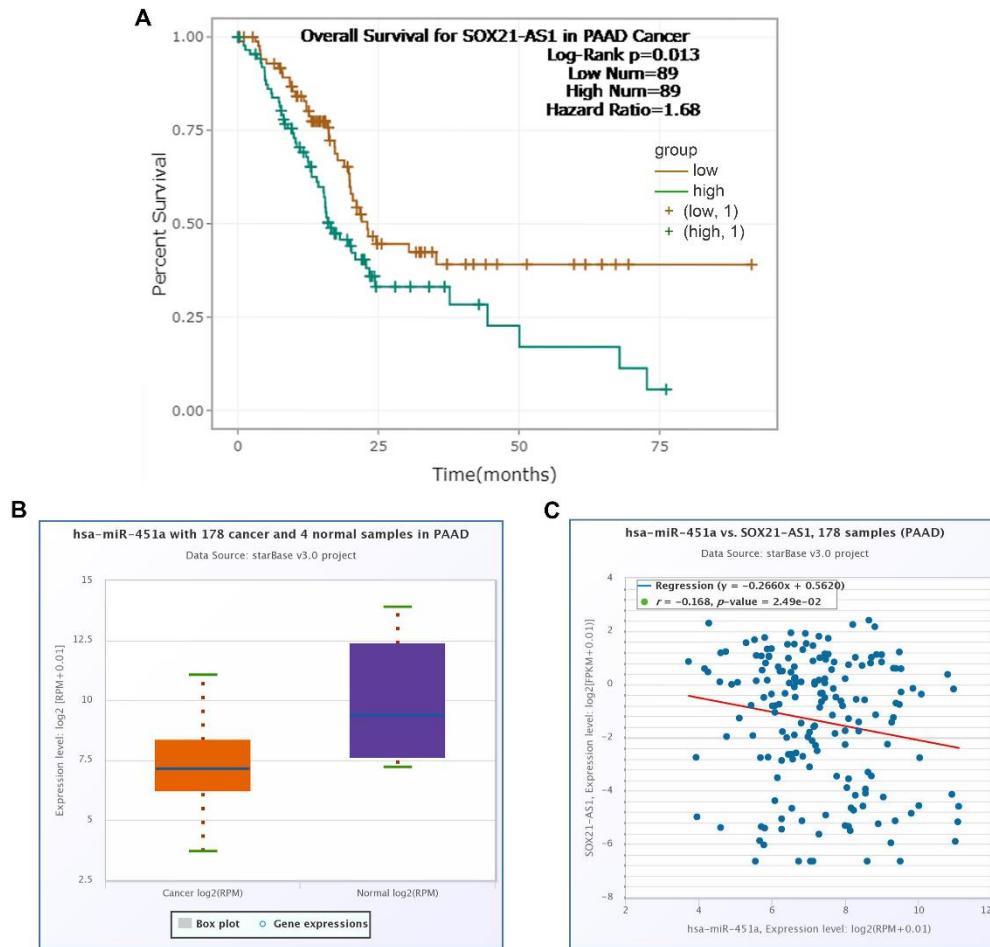 A
Overall Survival for SOX21-AS1 in PAAD Cancer
Log-Rank p=0.013
Low Num=89
High Num=89
Hazard Ratio=1.68
group
low
high
(low, 1)
(high, 1)
Percent Survival
1.00
0.75
0.50
0.25
0.00
0
25
50
75
Time(months)
B
hsa-miR-451a with 178 cancer and 4 normal samples in PAAD
Data Source: starBase v3.0 project
Expression level: log2 [RPM+0.01]
15
12.5
10
7.5
5
2.5
Cancer log2(RPM)
Normal log2(RPM)
Box plot
Gene expressions
C
hsa-miR-451a vs. SOX21-AS1, 178 samples (PAAD)
Data Source: starBase v3.0 project
Regression (y = -0.2660x + 0.5620)
r = -0.168, p-value = 2.49e-02
SOX21-AS1, Expression level: log2[FPKM+0.01)]
4
2
0
-2
-4
-6
-8
2
4
6
8
10
12
hsa-miR-451a, Expression level: log2(RPM+0.01)